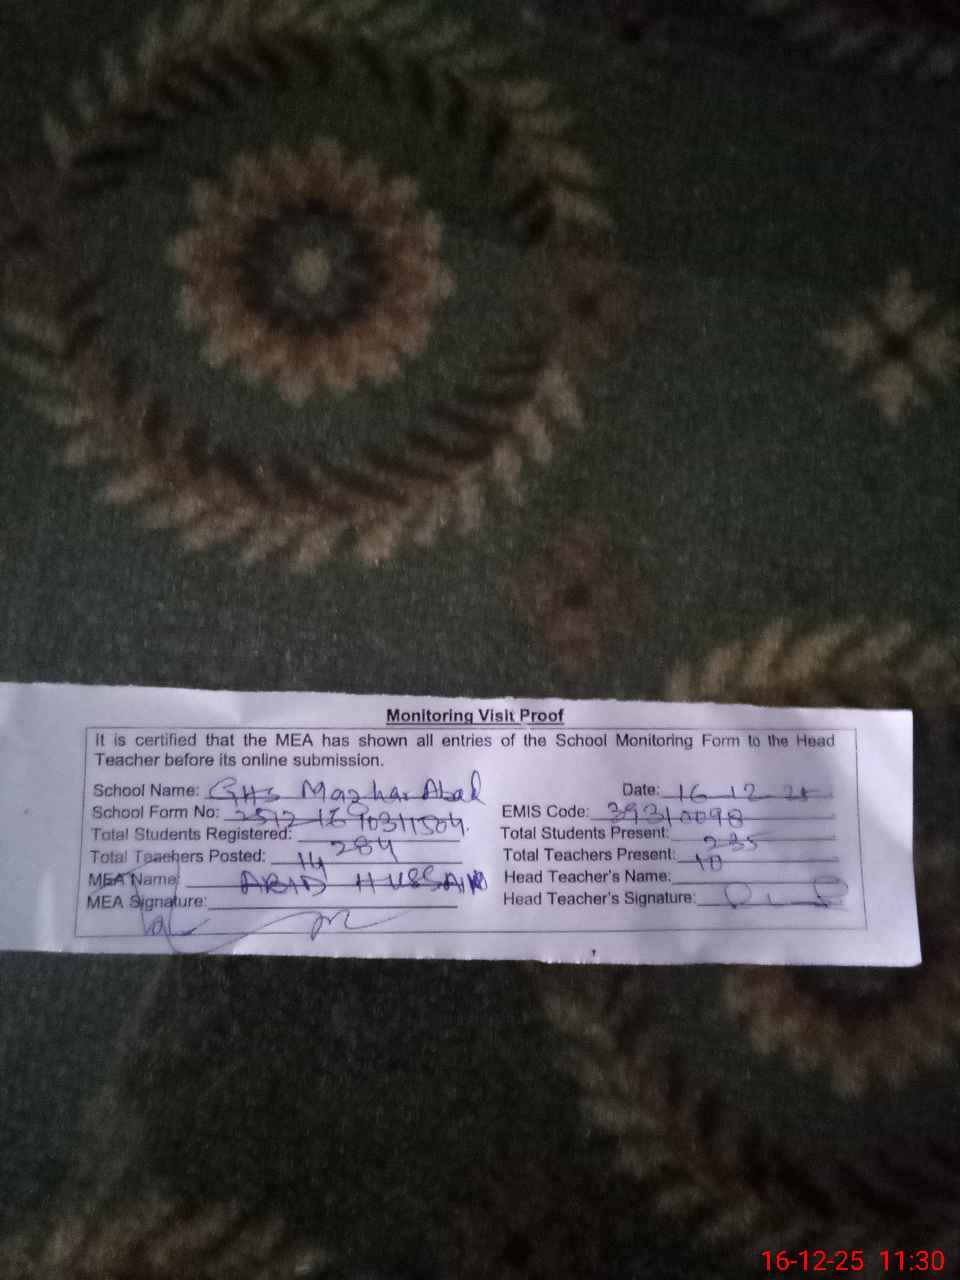 Monitoring Visit Proof
It is certified that the MEA has shown all entries of the School Monitoring Form to the Head
Teacher before its online submission.
School Name: GHS Mazhar Abad Date: 16-12-25
School Form No: EMIS Code: 39310098
Total Students Registered: 284 Total Students Present: 235
Total Teachers Posted: 14 Total Teachers Present: 10
MEA Name: ABID HUSSAIN Head Teacher's Name:
MEA Signature: Head Teacher's Signature:
16-12-25 11:30